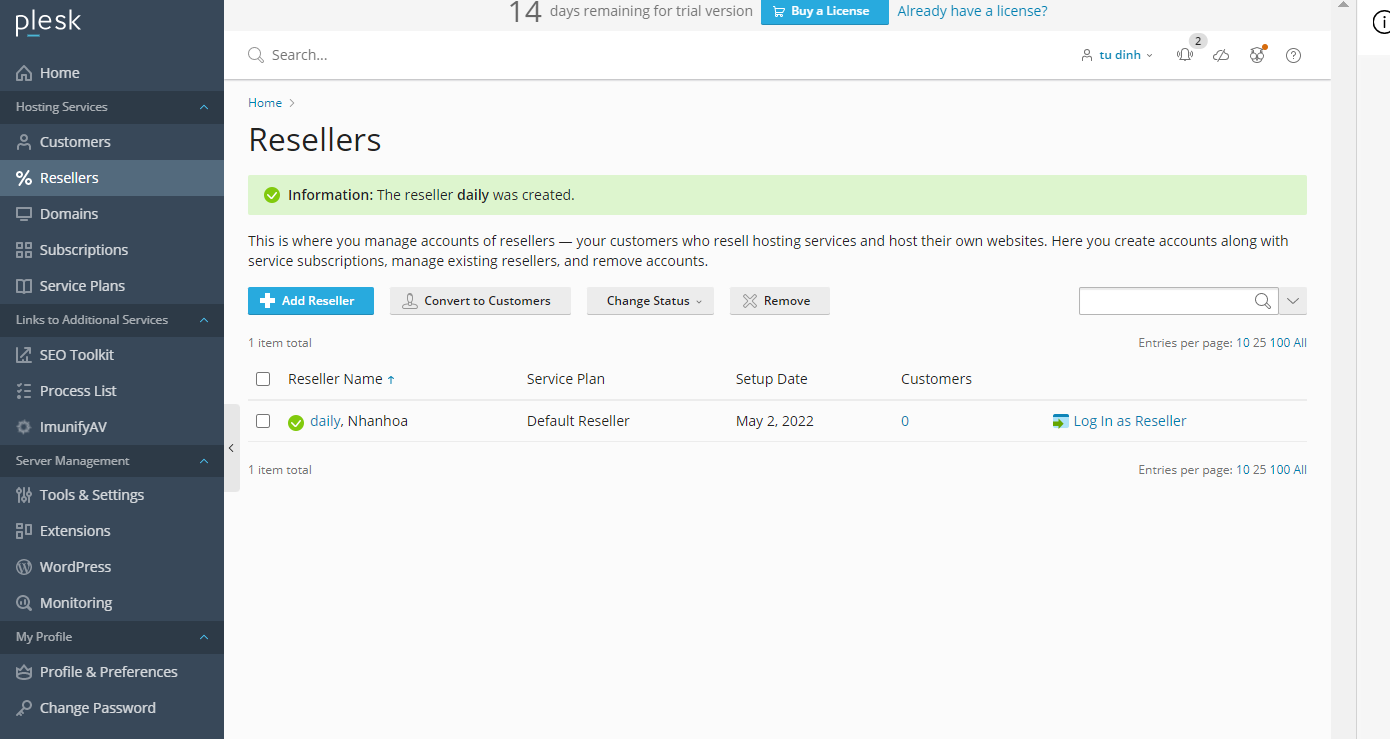 plesk
Home
Hosting Services
Customers
Resellers
Domains
Subscriptions
Service Plans
Links to Additional Services
SEO Toolkit
Process List
ImunifyAV
Server Management
Tools & Settings
Extensions
WordPress
Monitoring
My Profile
Profile & Preferences
Change Password
14 days remaining for trial version Buy a License Already have a license?
Search... tu dinh 2
Home
Resellers
Information: The reseller daily was created.
This is where you manage accounts of resellers — your customers who resell hosting services and host their own websites. Here you create accounts along with
service subscriptions, manage existing resellers, and remove accounts.
Add Reseller Convert to Customers Change Status Remove
1 item total Entries per page: 10 25 100 All
Reseller Name ↑ Service Plan Setup Date Customers
daily, Nhanhoa Default Reseller May 2, 2022 0 Log In as Reseller
1 item total Entries per page: 10 25 100 All